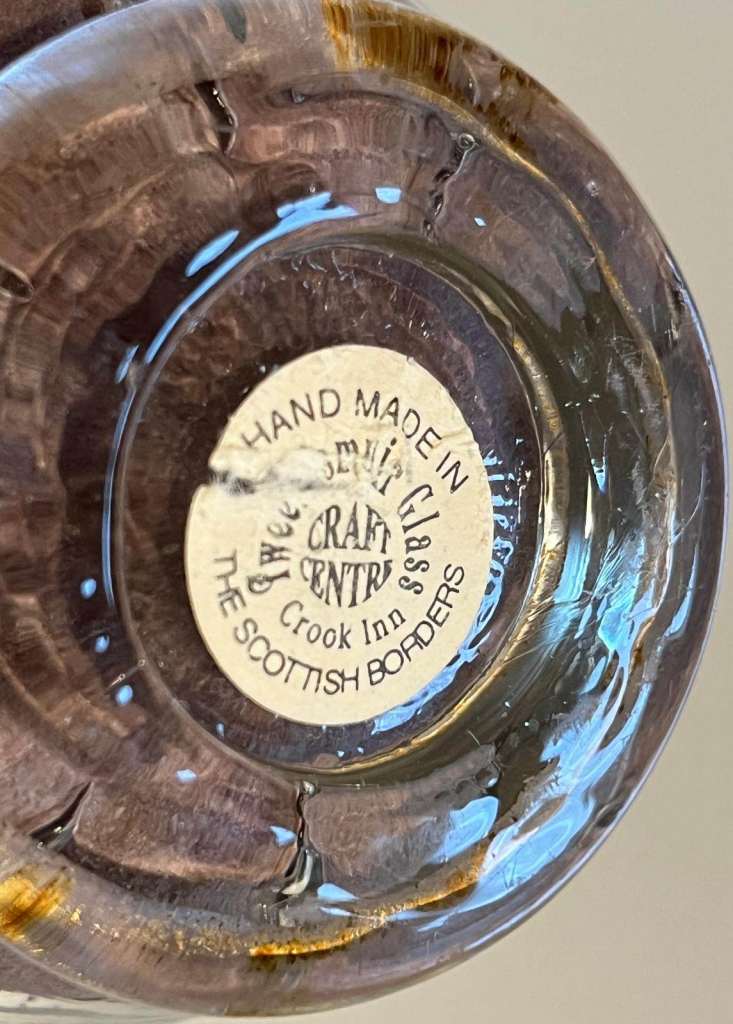 HAND MADE IN
Glass
CRAFT
CENTRE
Crook Inn
THE SCOTTISH BORDERS